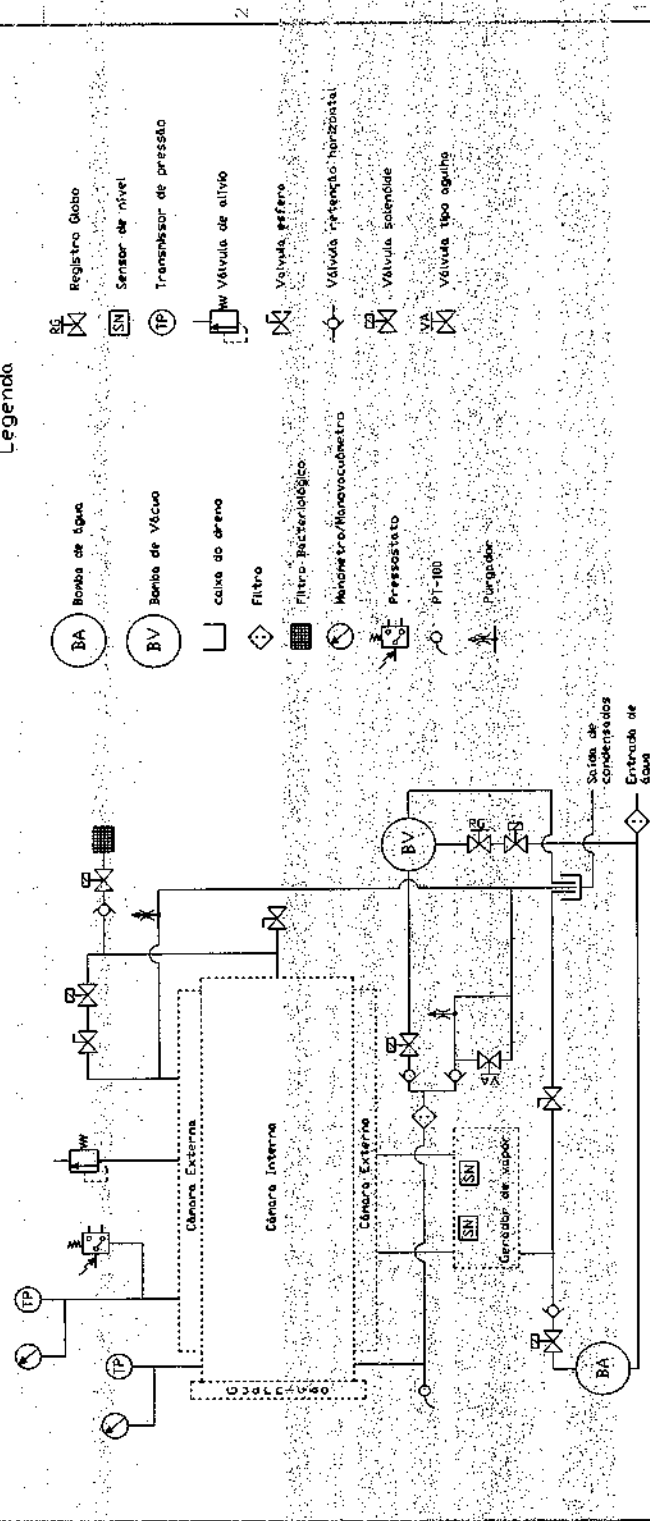 Legenda
BA Bomba de água
BV Bomba de Vácuo
caixa do dreno
Filtro
Filtro Bacteriológico
Manômetro/Manovacuômetro
Pressostato
PT-100
Purgador
RG Registro Globo
SN Sensor de nível
TP Transmissor de pressão
Válvula de alívio
Válvula esfera
Válvula retenção horizontal
Válvula solenóide
VA Válvula tipo agulha
TP
TP
Câmara Externa
Câmara Interna
Câmara Externa
SN
SN
Gerador de vapor
VA
BV
BA
Saída de
condensados
Entrada de
água
2
1